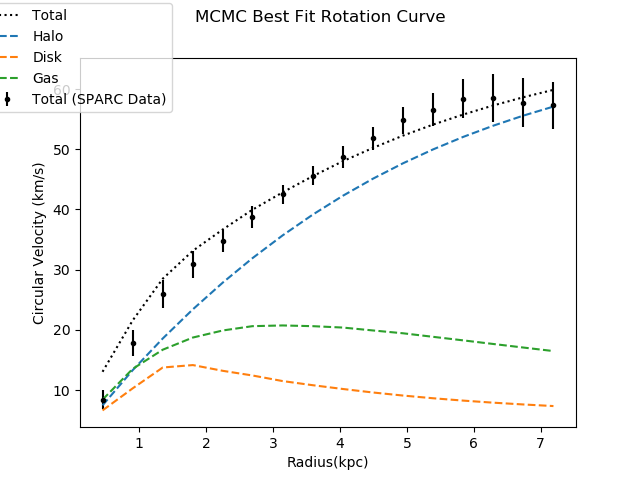 MCMC Best Fit Rotation Curve
Total
Halo
Disk
Gas
Total (SPARC Data)
Circular Velocity (km/s)
60
50
40
30
20
10
1 2 3 4 5 6 7
Radius(kpc)